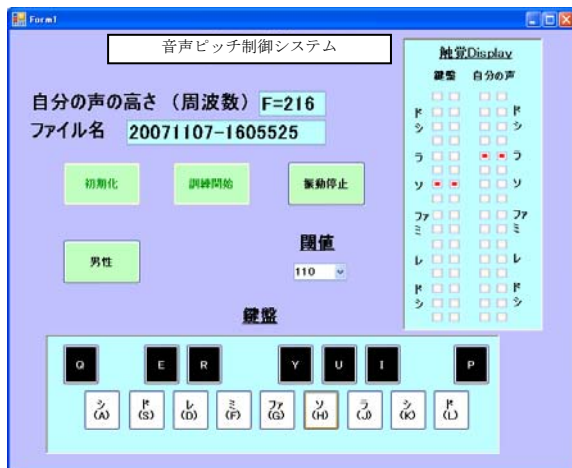 Form1
音声ピッチ制御システム
自分の声の高さ（周波数） F=216
ファイル名 20071107-1605525
初期化 訓練開始 振動停止
男性
閾値
110
触覚Display
鍵盤 自分の声
ド ド
シ シ
ラ ラ
ソ ソ
ファ ファ
ミ ミ
レ レ
ド ド
シ シ
鍵盤
Q E R Y U I P
シ ド レ ミ ファ ソ ラ シ ド
(A) (S) (D) (F) (G) (H) (J) (K) (L)